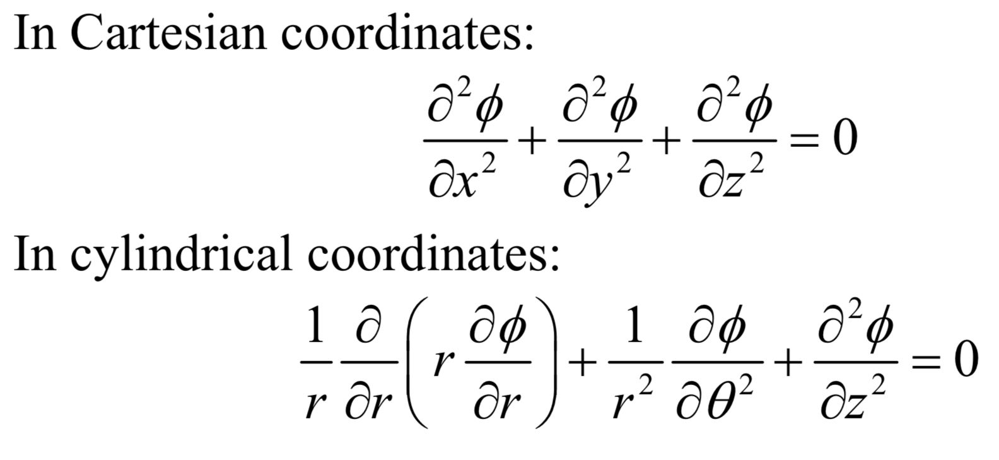 In Cartesian coordinates:
∂²ϕ/∂x² + ∂²ϕ/∂y² + ∂²ϕ/∂z² = 0
In cylindrical coordinates:
1/r ∂/∂r (r ∂ϕ/∂r) + 1/r² ∂ϕ/∂θ² + ∂²ϕ/∂z² = 0